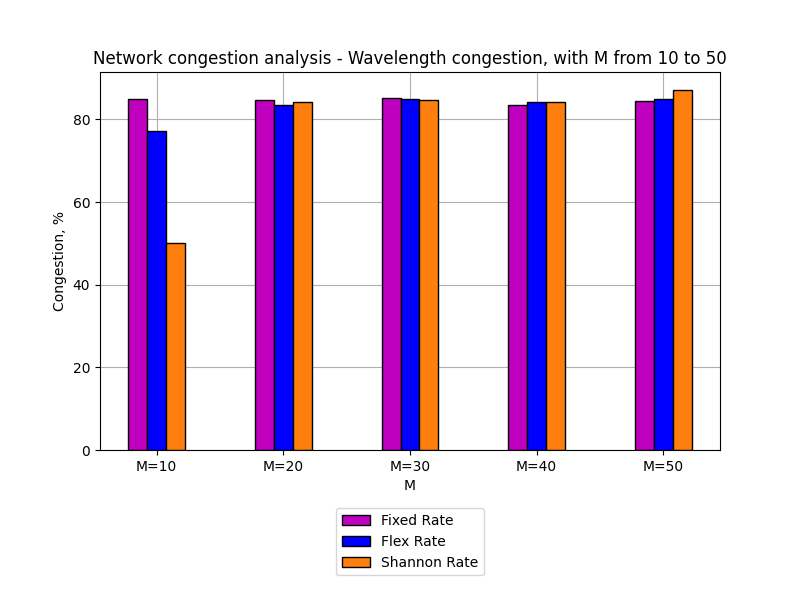 Network congestion analysis - Wavelength congestion, with M from 10 to 50
Congestion, %
80
60
40
20
0
M=10 M=20 M=30 M=40 M=50
M
Fixed Rate
Flex Rate
Shannon Rate